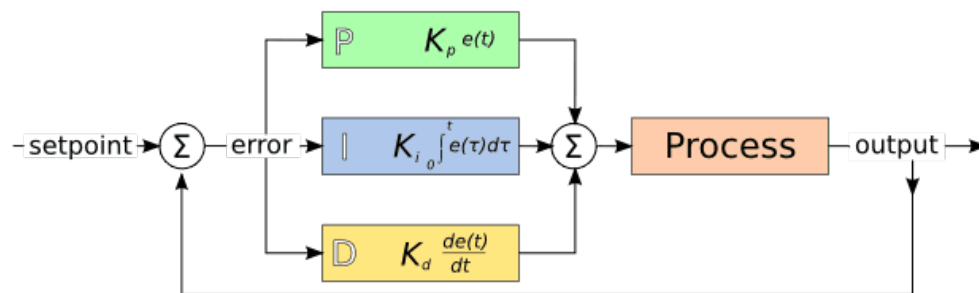 P K_p e(t)
setpoint Σ error I K_i ∫_0^t e(τ)dτ Σ Process output
D K_d de(t)/dt